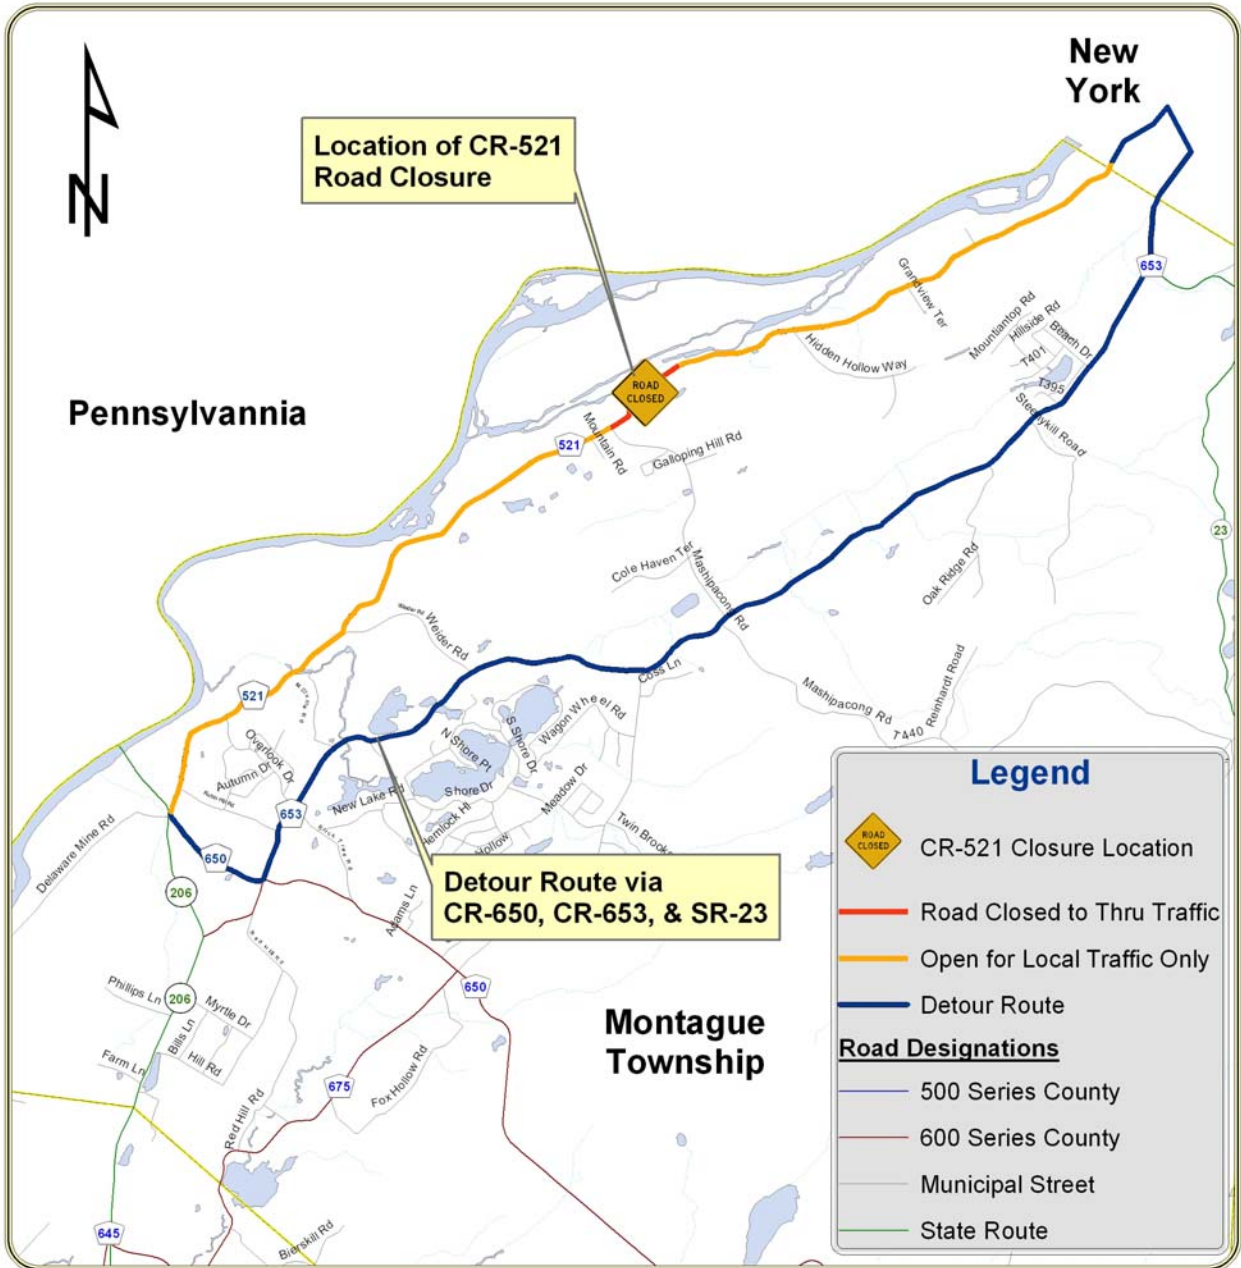 New
York
N
Location of CR-521
Road Closure
653
Grandview Ter
Mountiantop Rd
Hillside Rd
Beach Dr
T401
T395
Hidden Hollow Way
ROAD
CLOSED
Steenykill Road
Pennsylvannia
521
Mountain Rd
Galloping Hill Rd
23
Cole Haven Ter
Mashipacong Rd
Oak Ridge Rd
Weider Rd
Coss Ln
Mashipacong Rd
Reinhardt Road
T440
521
Wagon Wheel Rd
S Shore Dr
N Shore Pt
Overlook Dr
Autumn Dr
New Lake Rd
Shore Dr
Meadow Dr
Hemlock Hl
Hollow
Twin Brooks
653
650
Delaware Mine Rd
206
Adams Ln
Detour Route via
CR-650, CR-653, & SR-23
650
206
Phillips Ln
Myrtle Dr
Bills Ln
Hill Rd
Farm Ln
Montague
Township
675
Fox Hollow Rd
Red Hill Rd
645
Bierskill Rd
Legend
ROAD
CLOSED
CR-521 Closure Location
Road Closed to Thru Traffic
Open for Local Traffic Only
Detour Route
Road Designations
500 Series County
600 Series County
Municipal Street
State Route